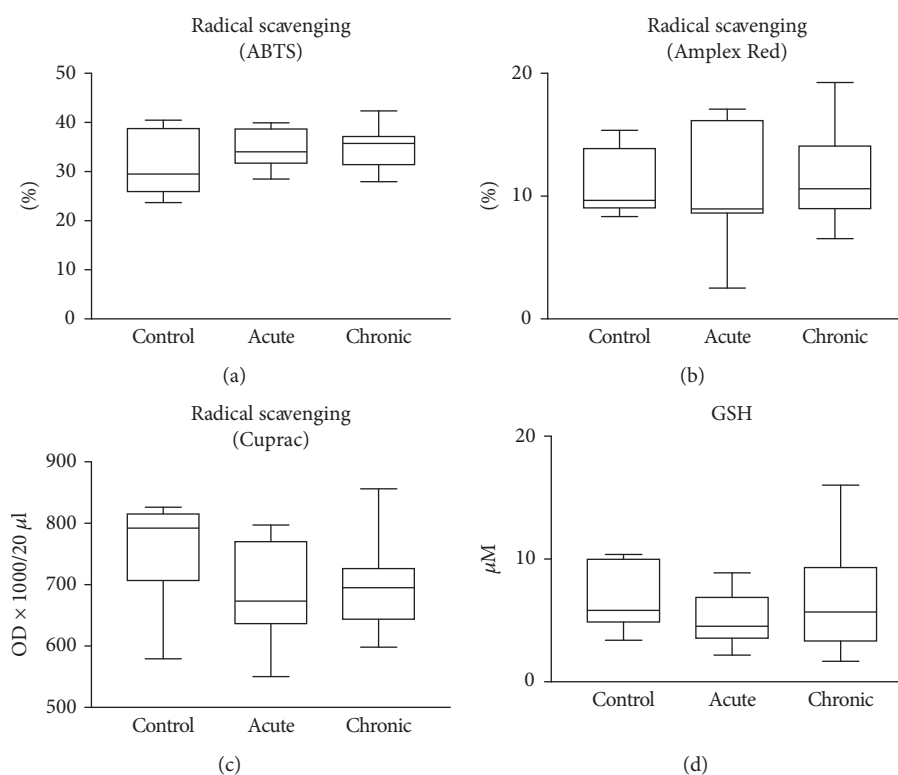 Radical scavenging
(ABTS)
50
40
30
20
10
0
(%)
Control Acute Chronic
(a)
Radical scavenging
(Amplex Red)
20
10
0
(%)
Control Acute Chronic
(b)
Radical scavenging
(Cuprac)
900
800
700
600
500
OD × 1000/20 μl
Control Acute Chronic
(c)
GSH
20
10
0
μM
Control Acute Chronic
(d)